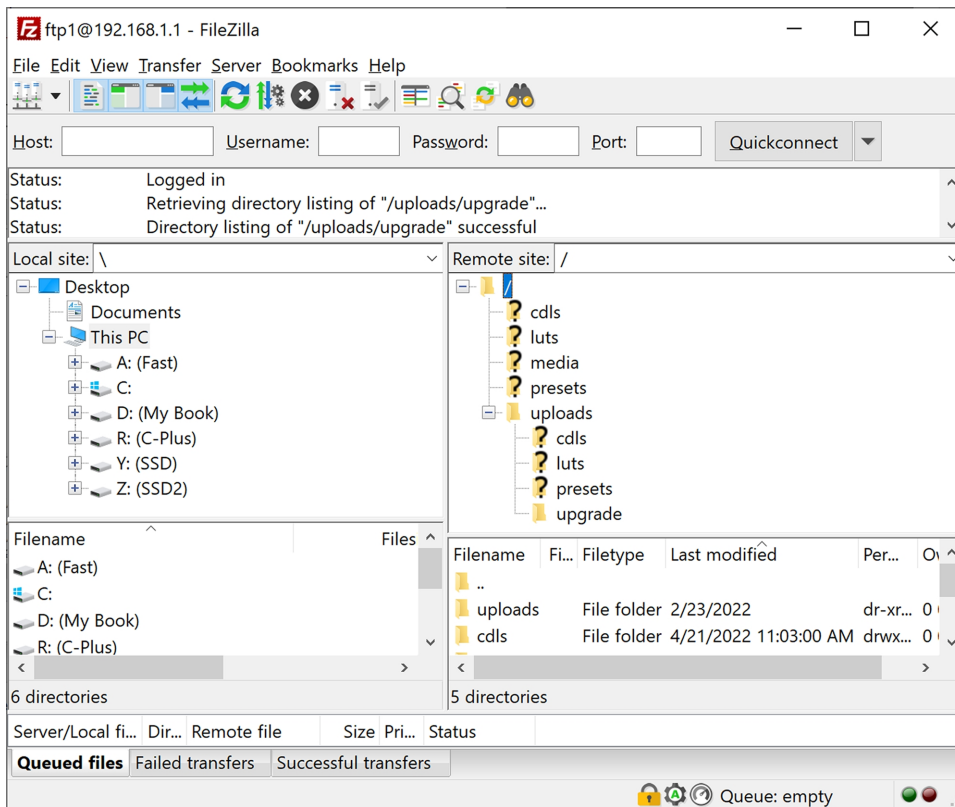 ftp1@192.168.1.1 - FileZilla
File Edit View Transfer Server Bookmarks Help
Host: Username: Password: Port: Quickconnect
Status: Logged in
Status: Retrieving directory listing of "/uploads/upgrade"...
Status: Directory listing of "/uploads/upgrade" successful
Local site: \
Desktop
Documents
This PC
A: (Fast)
C:
D: (My Book)
R: (C-Plus)
Y: (SSD)
Z: (SSD2)
Filename Files
A: (Fast)
C:
D: (My Book)
R: (C-Plus)
6 directories
Remote site: /
/
cdls
luts
media
presets
uploads
cdls
luts
presets
upgrade
Filename Fi... Filetype Last modified Per...
..
uploads File folder 2/23/2022 dr-xr... 0
cdls File folder 4/21/2022 11:03:00 AM drwx... 0
5 directories
Server/Local fi... Dir... Remote file Size Pri... Status
Queued files Failed transfers Successful transfers
Queue: empty